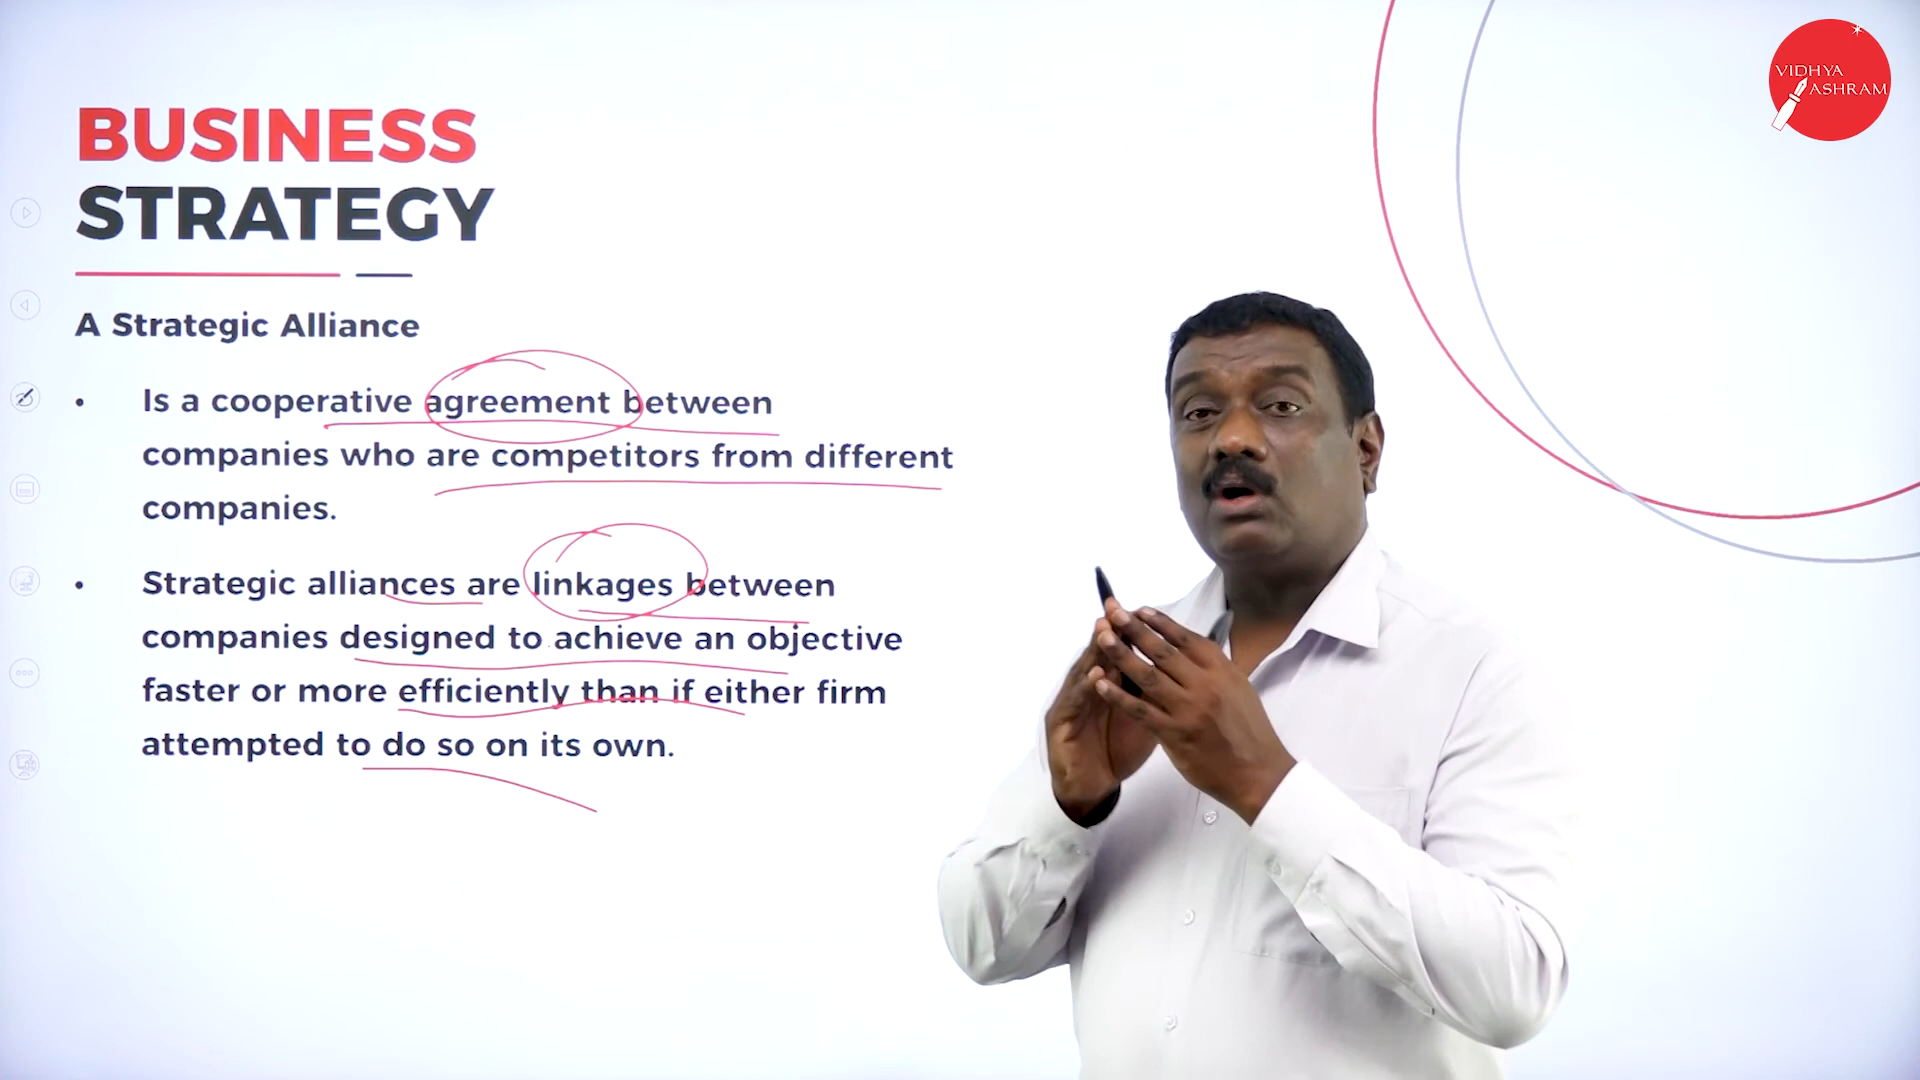 VIDHYA
ASHRAM
BUSINESS
STRATEGY
A Strategic Alliance
• Is a cooperative agreement between
companies who are competitors from different
companies.
• Strategic alliances are linkages between
companies designed to achieve an objective
faster or more efficiently than if either firm
attempted to do so on its own.